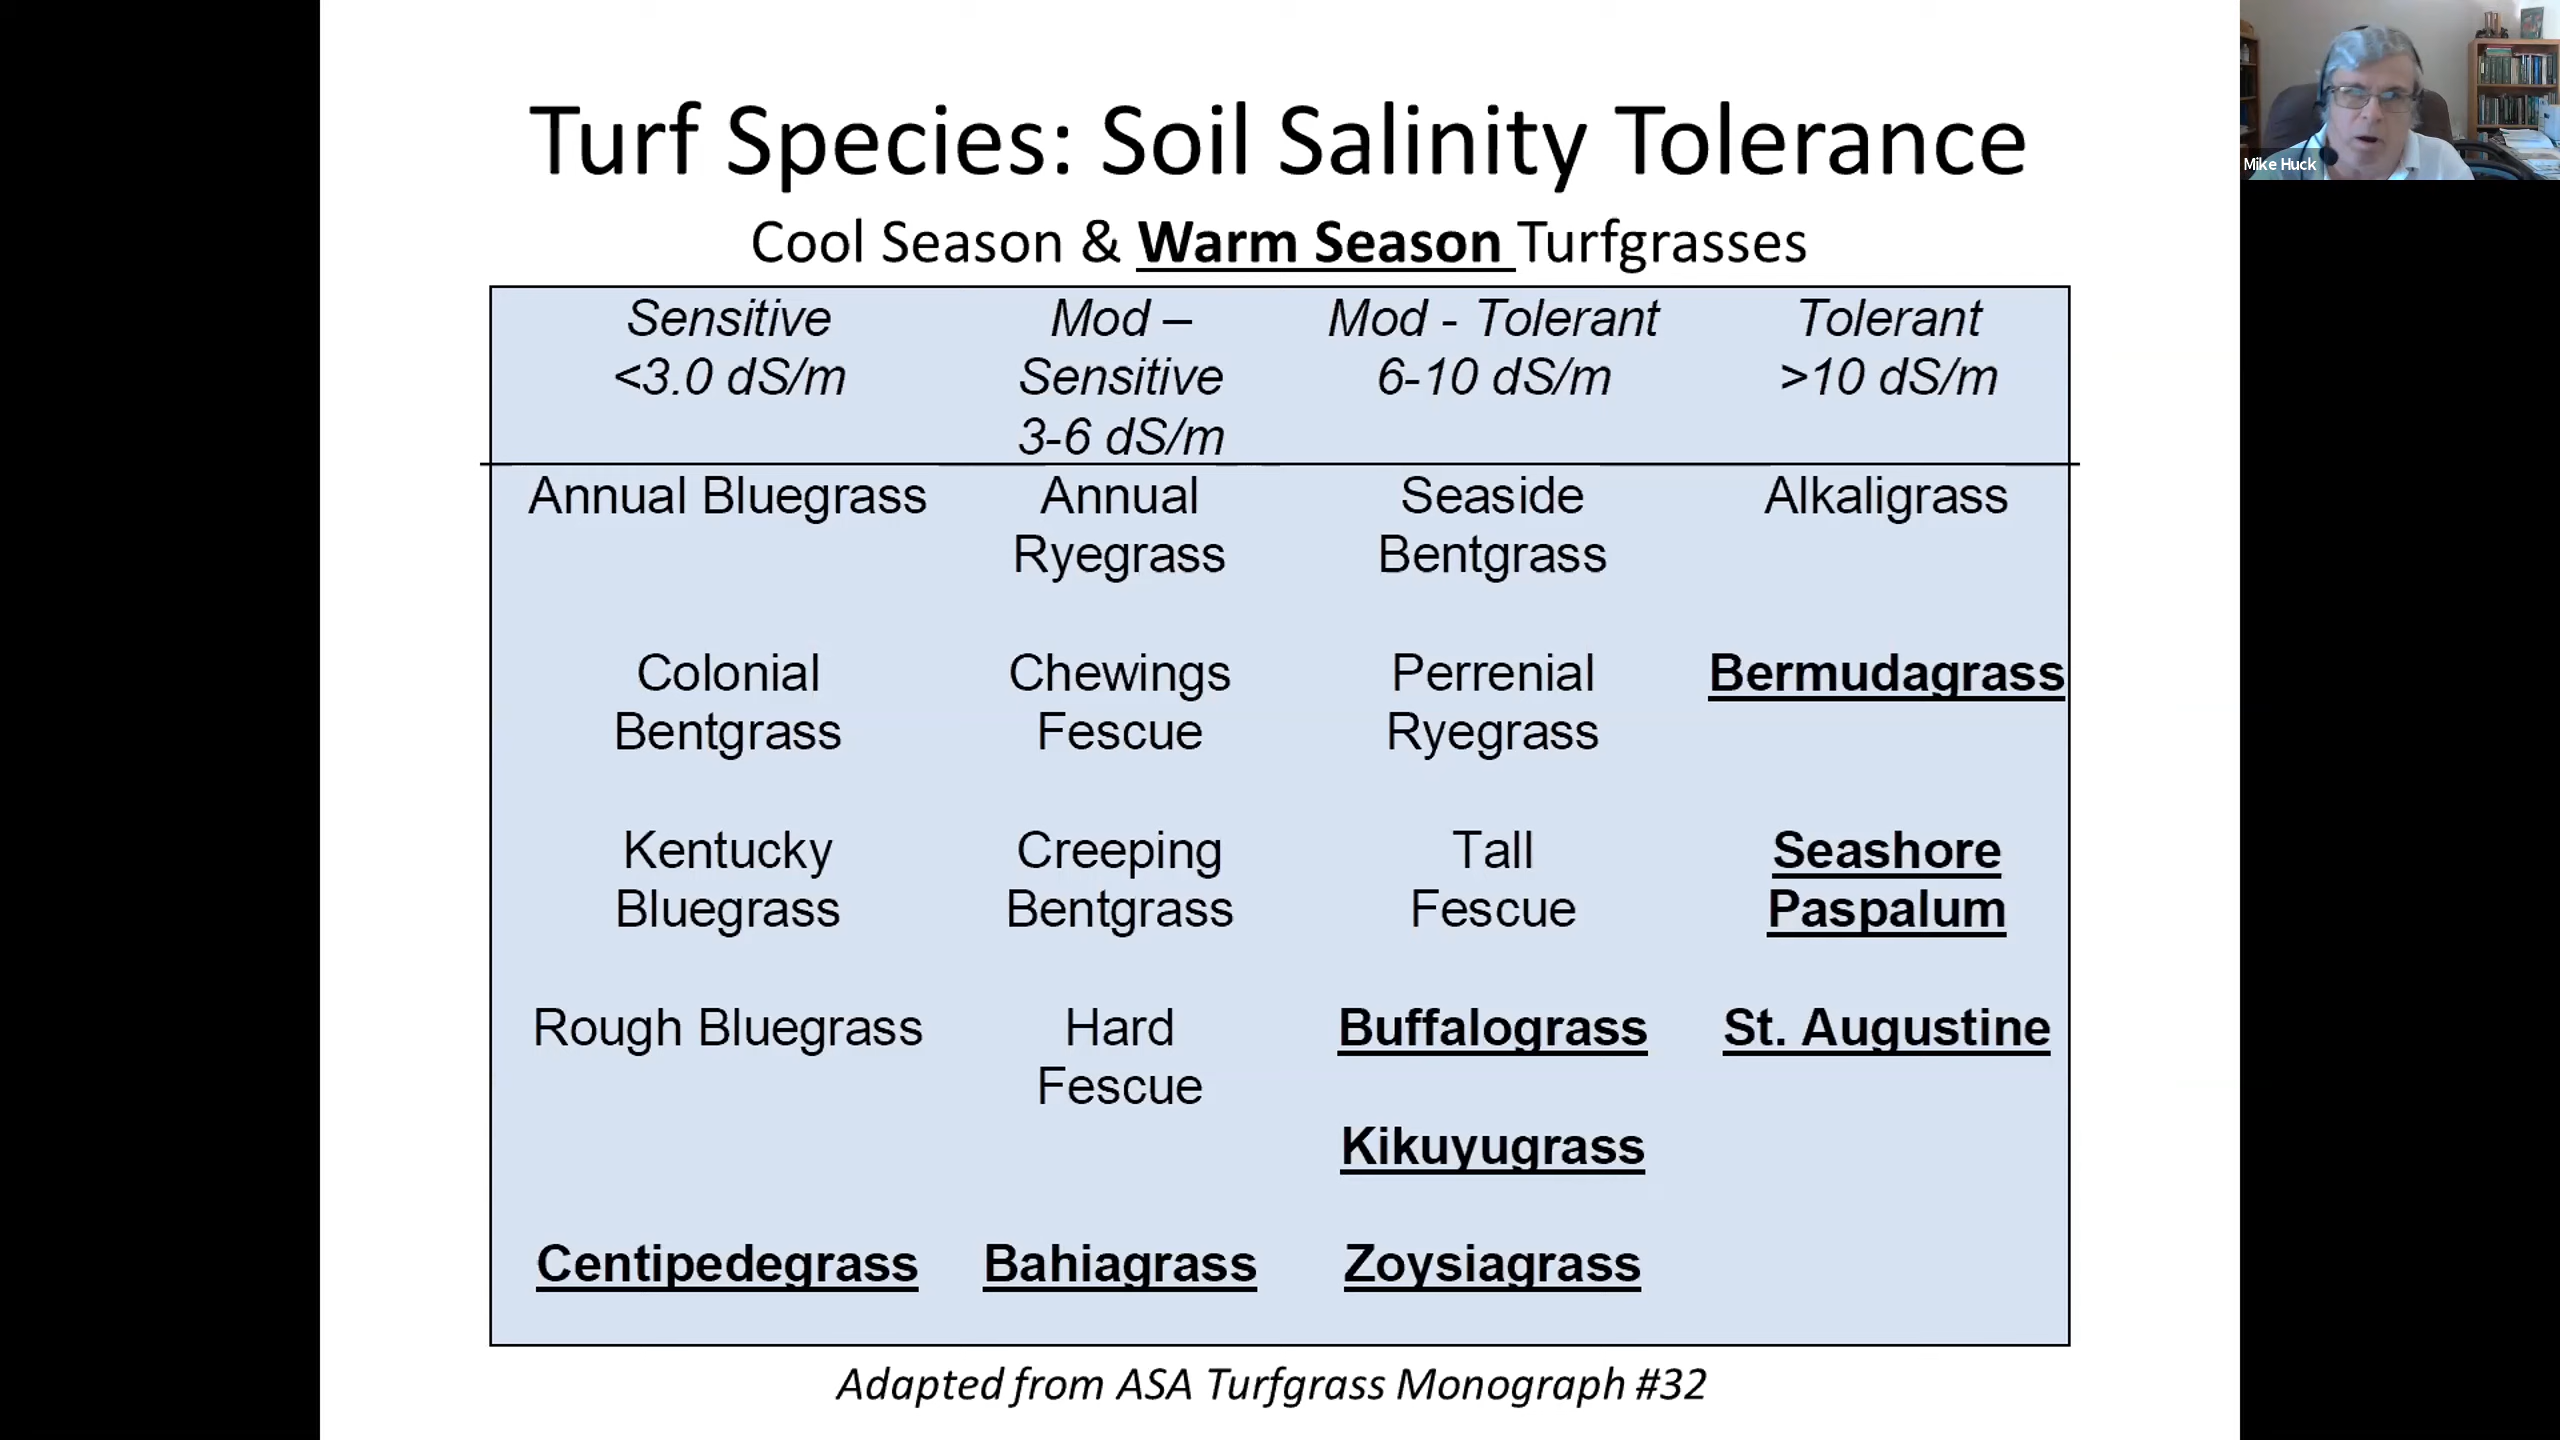 Turf Species: Soil Salinity Tolerance
Cool Season & Warm Season Turfgrasses
Sensitive
<3.0 dS/m
Mod –
Sensitive
3-6 dS/m
Mod - Tolerant
6-10 dS/m
Tolerant
>10 dS/m
Annual Bluegrass
Annual
Ryegrass
Seaside
Bentgrass
Alkaligrass
Colonial
Bentgrass
Chewings
Fescue
Perrenial
Ryegrass
Bermudagrass
Kentucky
Bluegrass
Creeping
Bentgrass
Tall
Fescue
Seashore
Paspalum
Rough Bluegrass
Hard
Fescue
Buffalograss
St. Augustine
Kikuyugrass
Centipedegrass
Bahiagrass
Zoysiagrass
Adapted from ASA Turfgrass Monograph #32
Mike Huck